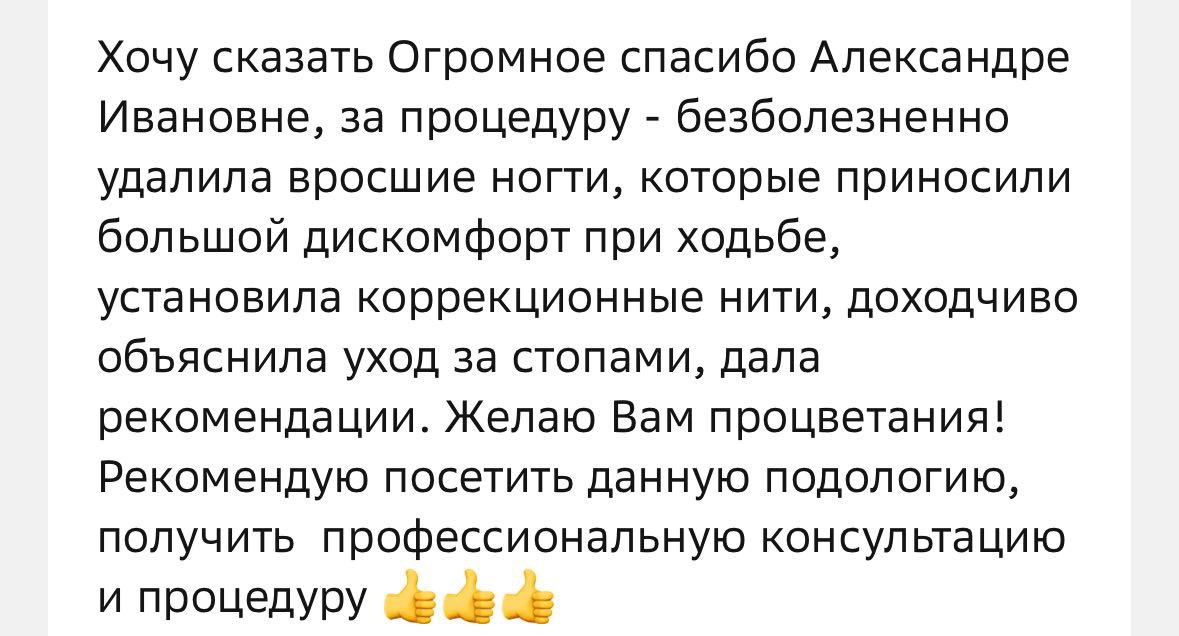 Хочу сказать Огромное спасибо Александре
Ивановне, за процедуру - безболезненно
удалила вросшие ногти, которые приносили
большой дискомфорт при ходьбе,
установила коррекционные нити, доходчиво
объяснила уход за стопами, дала
рекомендации. Желаю Вам процветания!
Рекомендую посетить данную подологию,
получить  профессиональную консультацию
и процедуру 👍👍👍